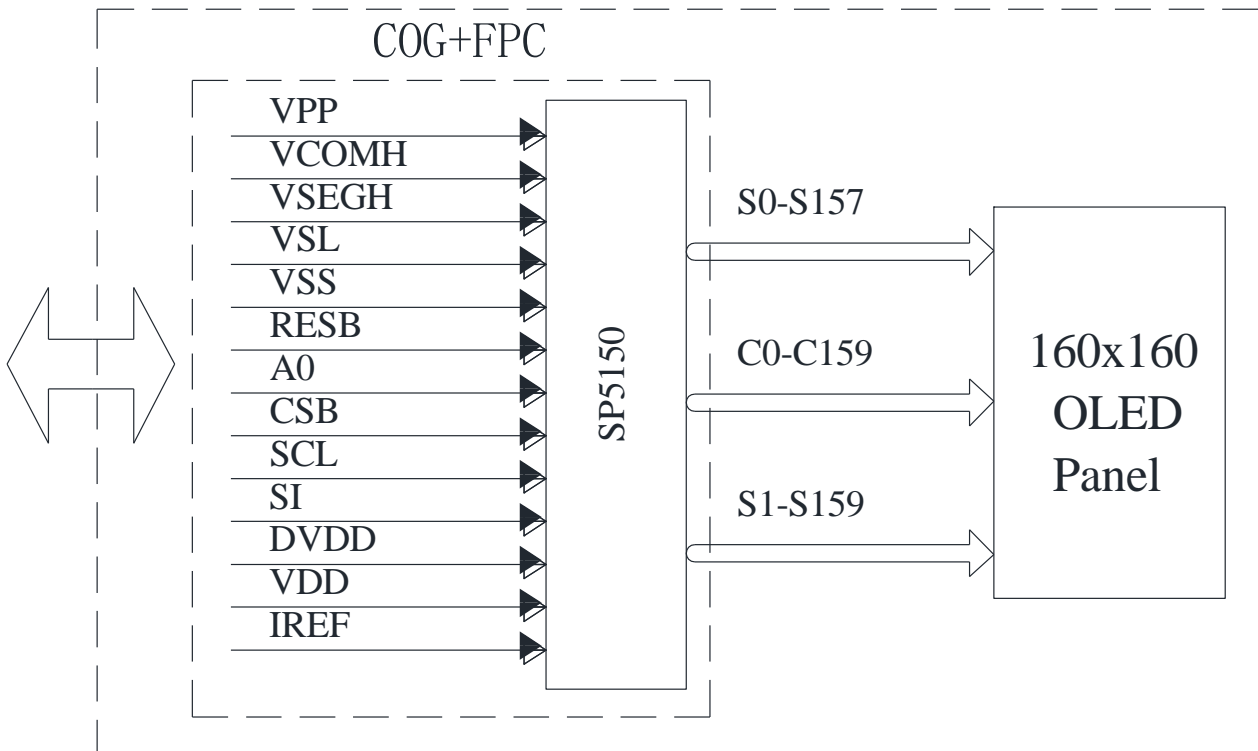 COG+FPC
VPP
VCOMH
VSEGH
VSL
VSS
RESB
A0
CSB
SCL
SI
DVDD
VDD
IREF
SP5150
S0-S157
C0-C159
S1-S159
160x160
OLED
Panel